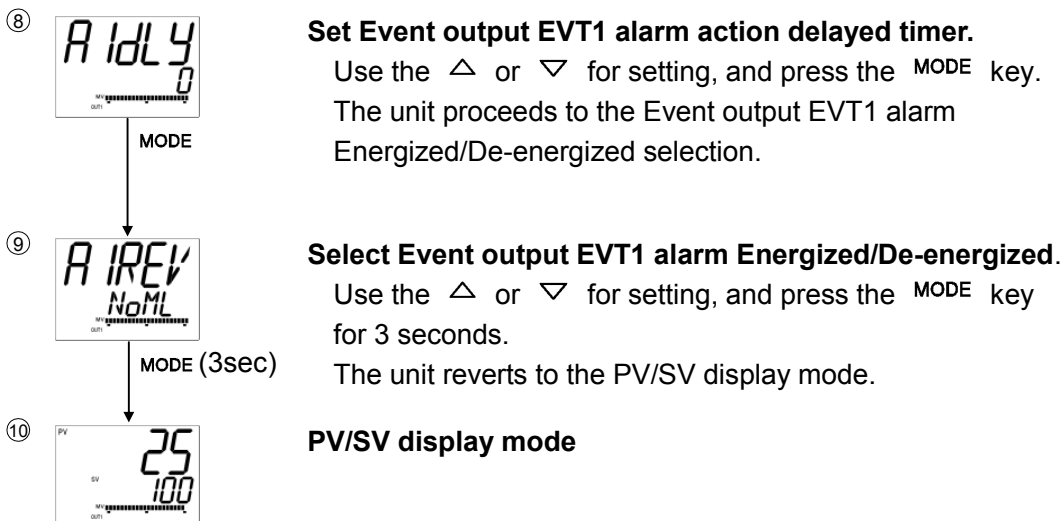 ⑧
A1dLY
0
MV
OUT1
MODE
Set Event output EVT1 alarm action delayed timer.
Use the △ or ▽ for setting, and press the MODE key.
The unit proceeds to the Event output EVT1 alarm
Energized/De-energized selection.
⑨
A1REV
NoML
MV
OUT1
MODE (3sec)
Select Event output EVT1 alarm Energized/De-energized.
Use the △ or ▽ for setting, and press the MODE key
for 3 seconds.
The unit reverts to the PV/SV display mode.
⑩
PV
25
SV
100
MV
OUT1
PV/SV display mode